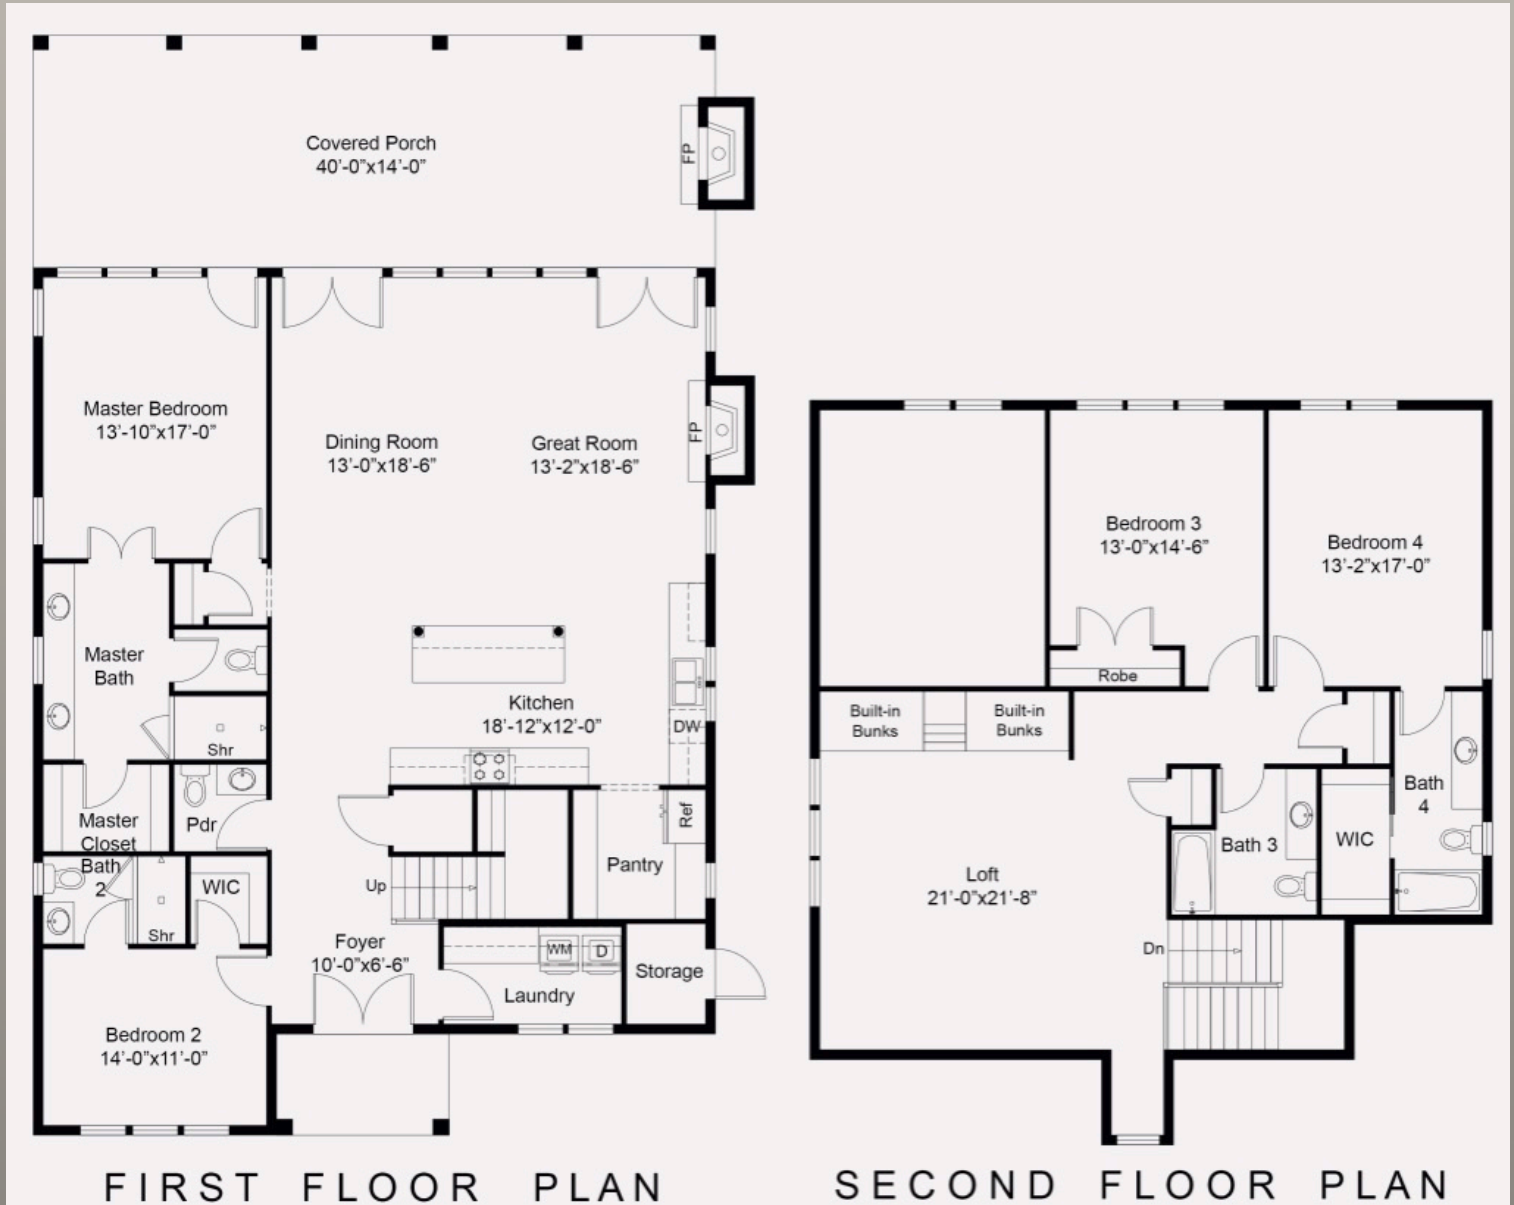 Covered Porch
40'-0"x14'-0"
FP
Master Bedroom
13'-10"x17'-0"
Dining Room
13'-0"x18'-6"
Great Room
13'-2"x18'-6"
FP
Master
Bath
Kitchen
18'-12"x12'-0"
DW
Shr
Master
Closet
Pdr
Ref
Pantry
Bath
2
WIC
Up
Shr
Foyer
10'-0"x6'-6"
WM
D
Laundry
Storage
Bedroom 2
14'-0"x11'-0"
FIRST FLOOR PLAN
Bedroom 3
13'-0"x14'-6"
Bedroom 4
13'-2"x17'-0"
Robe
Built-in
Bunks
Built-in
Bunks
Bath
4
Bath 3
WIC
Loft
21'-0"x21'-8"
Dn
SECOND FLOOR PLAN